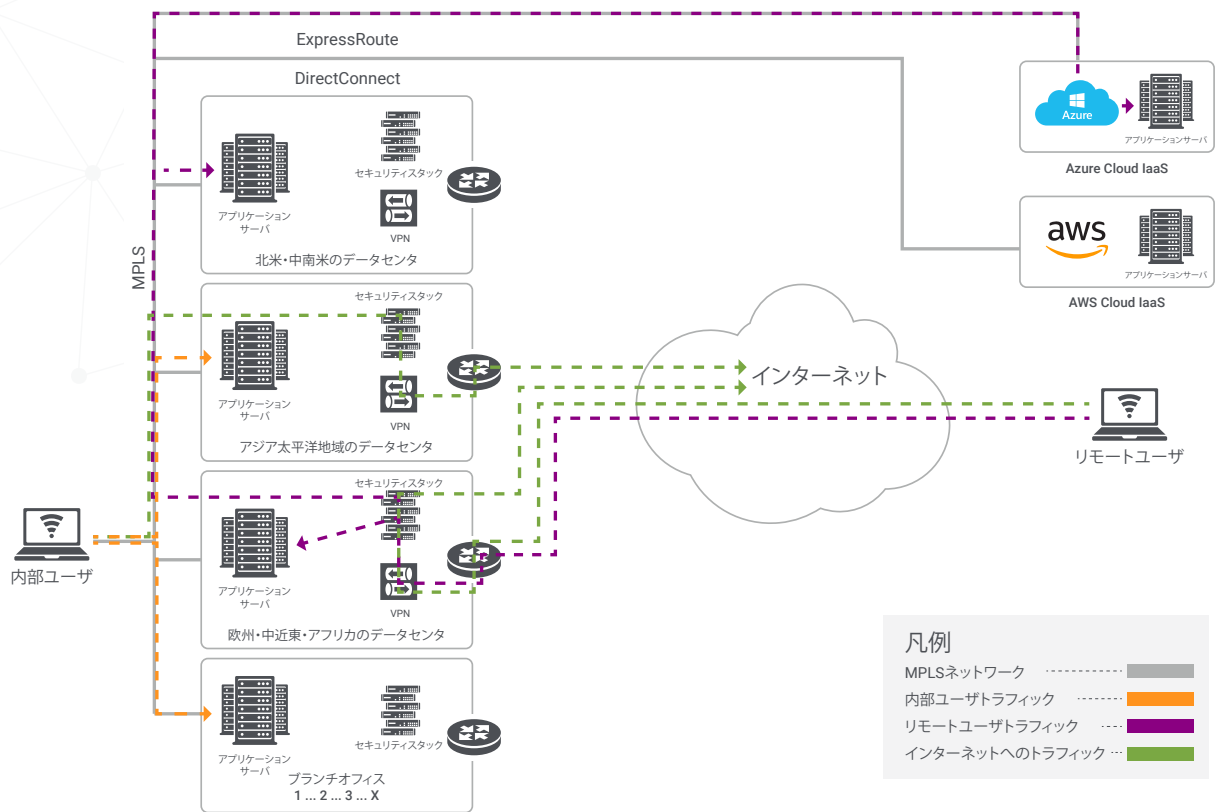 ExpressRoute
DirectConnect
MPLS
セキュリティスタック
アプリケーション
サーバ
VPN
北米・中南米のデータセンタ
セキュリティスタック
アプリケーション
サーバ
VPN
アジア太平洋地域のデータセンタ
セキュリティスタック
アプリケーション
サーバ
VPN
欧州・中近東・アフリカのデータセンタ
アプリケーション
サーバ
セキュリティスタック
ブランチオフィス
1 ... 2 ... 3 ... X
内部ユーザ
インターネット
リモートユーザ
Azure
アプリケーションサーバ
Azure Cloud IaaS
aws
アプリケーションサーバ
AWS Cloud IaaS
凡例
MPLSネットワーク
内部ユーザトラフィック
リモートユーザトラフィック
インターネットへのトラフィック